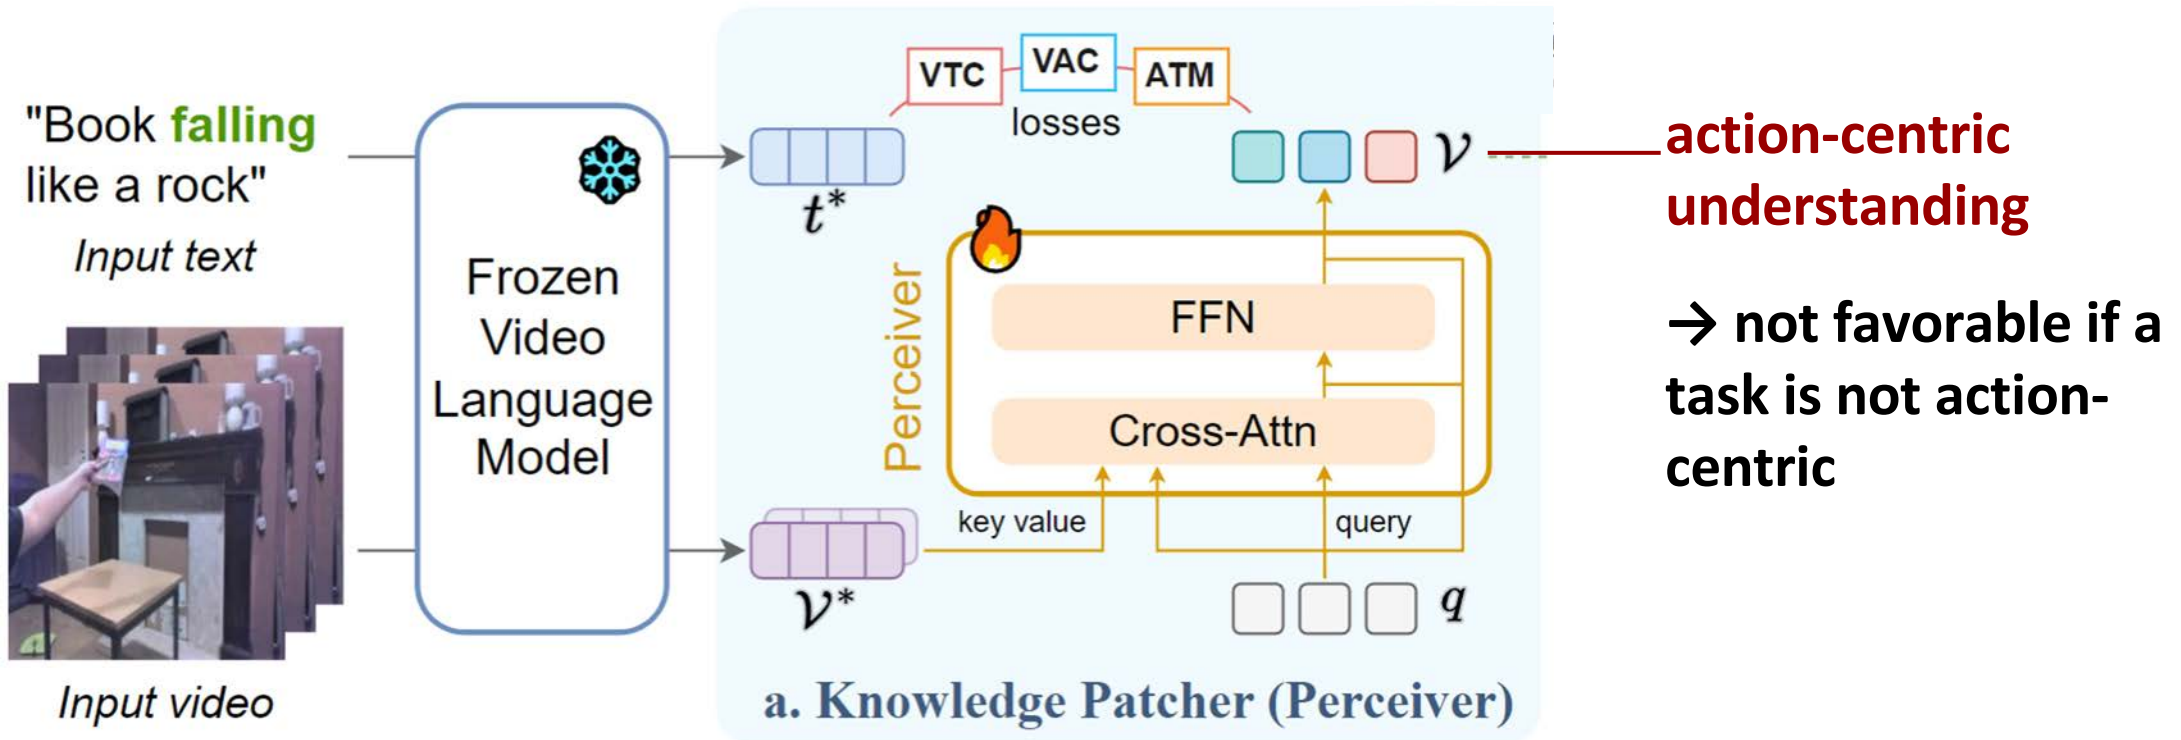 "Book falling
like a rock"
Input text
Input video
Frozen
Video
Language
Model
VTC
VAC
ATM
losses
t*
𝒱
𝒱*
Perceiver
FFN
Cross-Attn
key value
query
q
a. Knowledge Patcher (Perceiver)
action-centric
understanding
→ not favorable if a
task is not action-
centric